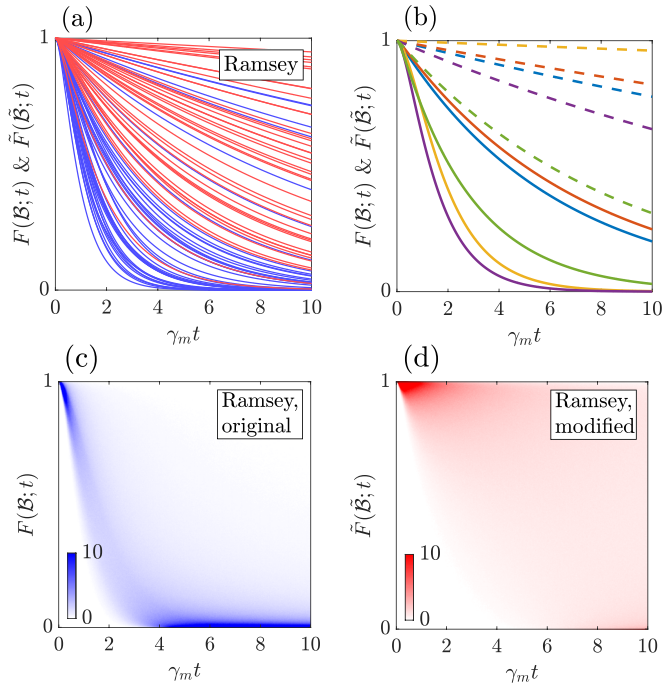 (a)
F(ℬ; t) & F̃(ℬ̃; t)
1
0
Ramsey
0 2 4 6 8 10
γₘt
(b)
F(ℬ; t) & F̃(ℬ̃; t)
1
0
0 2 4 6 8 10
γₘt
(c)
F(ℬ; t)
1
0
Ramsey,
original
10
0
0 2 4 6 8 10
γₘt
(d)
F̃(ℬ̃; t)
1
0
Ramsey,
modified
10
0
0 2 4 6 8 10
γₘt